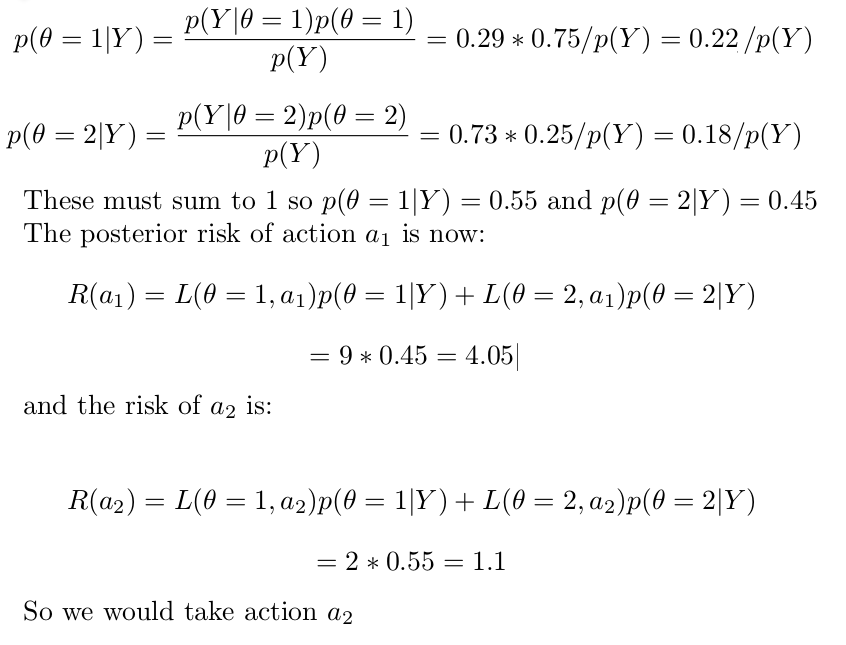 p(θ = 1|Y) = p(Y|θ = 1)p(θ = 1) / p(Y) = 0.29 ∗ 0.75/p(Y) = 0.22 /p(Y)
p(θ = 2|Y) = p(Y|θ = 2)p(θ = 2) / p(Y) = 0.73 ∗ 0.25/p(Y) = 0.18/p(Y)
These must sum to 1 so p(θ = 1|Y) = 0.55 and p(θ = 2|Y) = 0.45
The posterior risk of action a₁ is now:
R(a₁) = L(θ = 1, a₁)p(θ = 1|Y) + L(θ = 2, a₁)p(θ = 2|Y)
= 9 ∗ 0.45 = 4.05|
and the risk of a₂ is:
R(a₂) = L(θ = 1, a₂)p(θ = 1|Y) + L(θ = 2, a₂)p(θ = 2|Y)
= 2 ∗ 0.55 = 1.1
So we would take action a₂